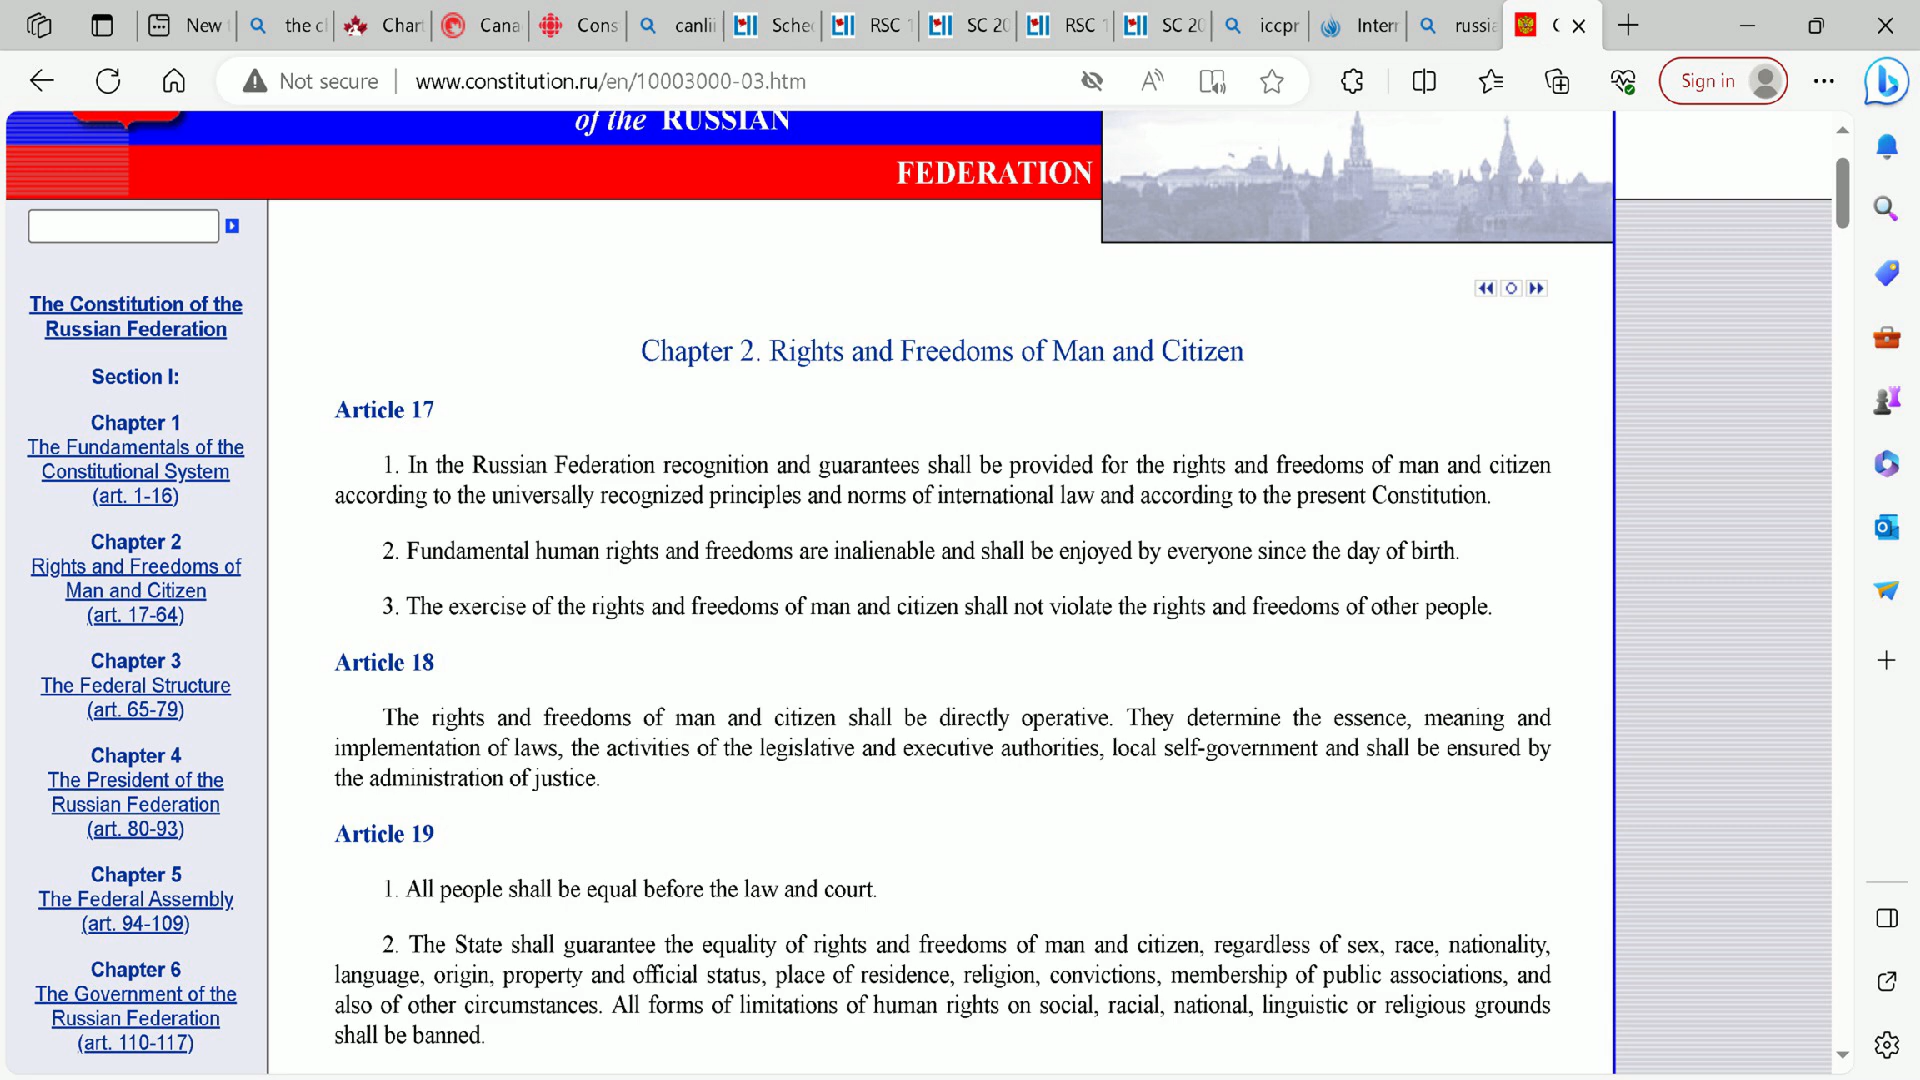 New
the cl
Chart
Cana
Cons
canlii
Sche
RSC 1
SC 20
RSC 1
SC 20
iccpr
Intern
russia
Not secure
www.constitution.ru/en/10003000-03.htm
Sign in
of the RUSSIAN
FEDERATION
The Constitution of the
Russian Federation
Section I:
Chapter 1
The Fundamentals of the
Constitutional System
(art. 1-16)
Chapter 2
Rights and Freedoms of
Man and Citizen
(art. 17-64)
Chapter 3
The Federal Structure
(art. 65-79)
Chapter 4
The President of the
Russian Federation
(art. 80-93)
Chapter 5
The Federal Assembly
(art. 94-109)
Chapter 6
The Government of the
Russian Federation
(art. 110-117)
Chapter 2. Rights and Freedoms of Man and Citizen
Article 17
1. In the Russian Federation recognition and guarantees shall be provided for the rights and freedoms of man and citizen
according to the universally recognized principles and norms of international law and according to the present Constitution.
2. Fundamental human rights and freedoms are inalienable and shall be enjoyed by everyone since the day of birth.
3. The exercise of the rights and freedoms of man and citizen shall not violate the rights and freedoms of other people.
Article 18
The rights and freedoms of man and citizen shall be directly operative. They determine the essence, meaning and
implementation of laws, the activities of the legislative and executive authorities, local self-government and shall be ensured by
the administration of justice.
Article 19
1. All people shall be equal before the law and court.
2. The State shall guarantee the equality of rights and freedoms of man and citizen, regardless of sex, race, nationality,
language, origin, property and official status, place of residence, religion, convictions, membership of public associations, and
also of other circumstances. All forms of limitations of human rights on social, racial, national, linguistic or religious grounds
shall be banned.